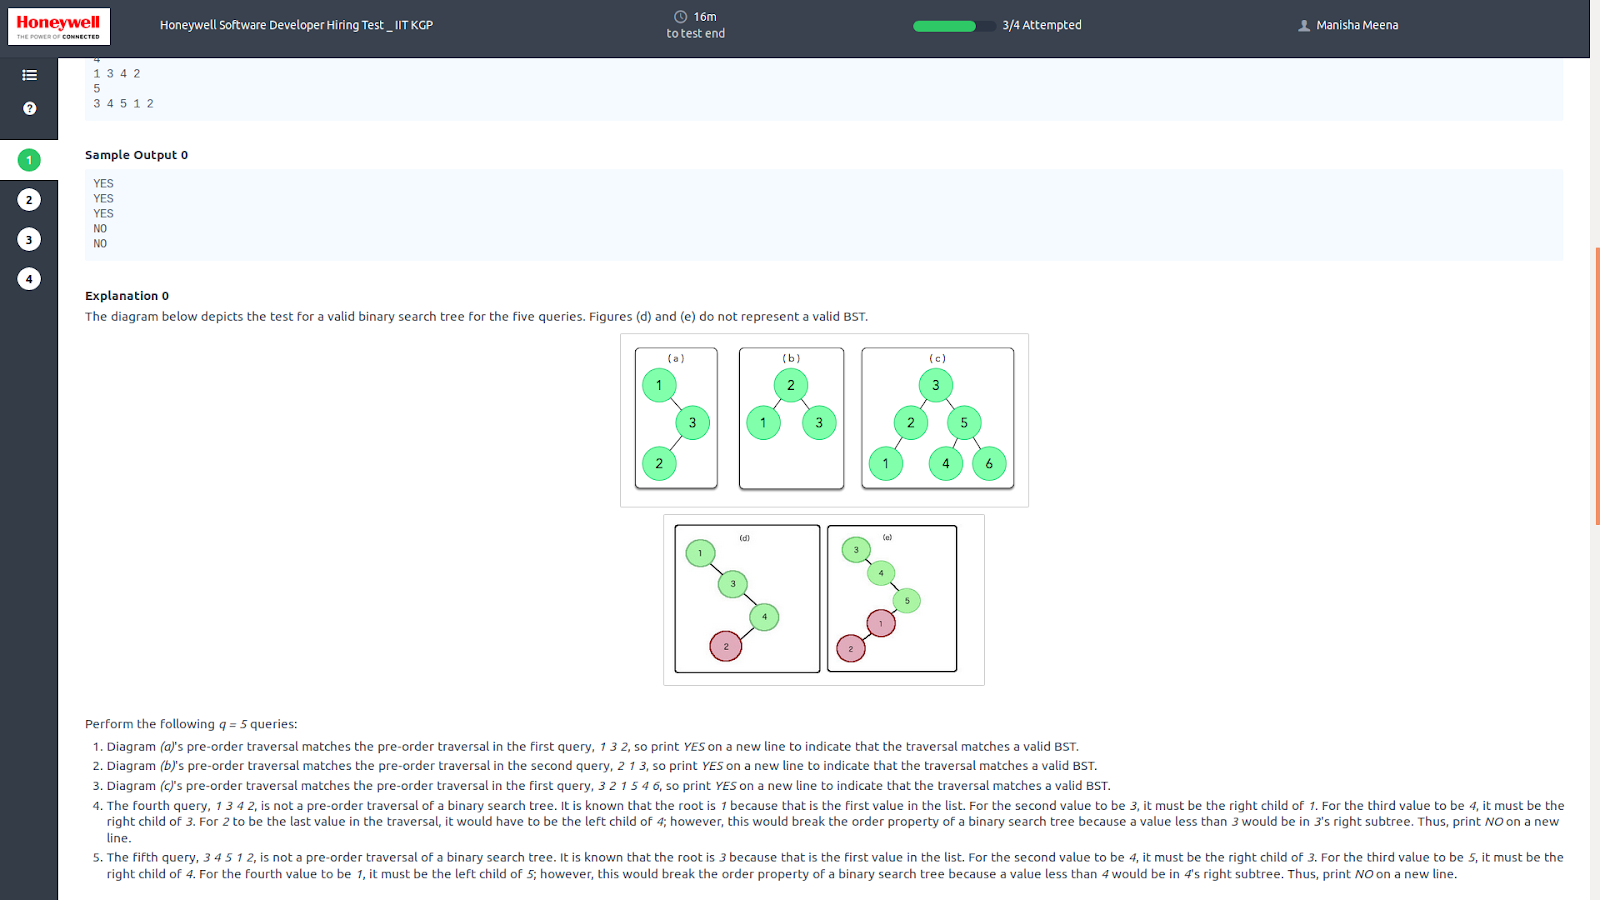 Honeywell
THE POWER OF CONNECTED
Honeywell Software Developer Hiring Test _ IIT KGP
16m
to test end
3/4 Attempted
Manisha Meena
?
1
2
3
4
4
1 3 4 2
5
3 4 5 1 2
Sample Output 0
YES
YES
YES
NO
NO
Explanation 0
The diagram below depicts the test for a valid binary search tree for the five queries. Figures (d) and (e) do not represent a valid BST.
(a)
1
3
2
(b)
2
1 3
(c)
3
2 5
1 4 6
(d)
1
3
4
2
(e)
3
4
5
1
2
Perform the following q = 5 queries:
1. Diagram (a)'s pre-order traversal matches the pre-order traversal in the first query, 1 3 2, so print YES on a new line to indicate that the traversal matches a valid BST.
2. Diagram (b)'s pre-order traversal matches the pre-order traversal in the second query, 2 1 3, so print YES on a new line to indicate that the traversal matches a valid BST.
3. Diagram (c)'s pre-order traversal matches the pre-order traversal in the first query, 3 2 1 5 4 6, so print YES on a new line to indicate that the traversal matches a valid BST.
4. The fourth query, 1 3 4 2, is not a pre-order traversal of a binary search tree. It is known that the root is 1 because that is the first value in the list. For the second value to be 3, it must be the right child of 1. For the third value to be 4, it must be the
right child of 3. For 2 to be the last value in the traversal, it would have to be the left child of 4; however, this would break the order property of a binary search tree because a value less than 3 would be in 3's right subtree. Thus, print NO on a new
line.
5. The fifth query, 3 4 5 1 2, is not a pre-order traversal of a binary search tree. It is known that the root is 3 because that is the first value in the list. For the second value to be 4, it must be the right child of 3. For the third value to be 5, it must be the
right child of 4. For the fourth value to be 1, it must be the left child of 5; however, this would break the order property of a binary search tree because a value less than 4 would be in 4's right subtree. Thus, print NO on a new line.